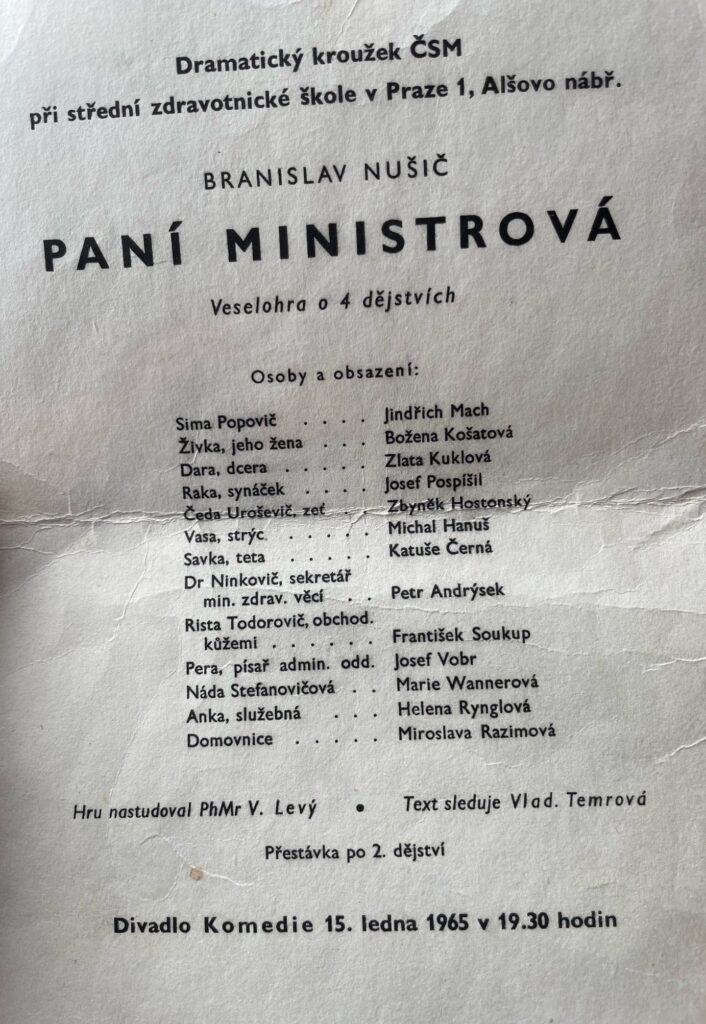 Dramatický kroužek ČSM
při střední zdravotnické škole v Praze 1, Alšovo nábř.
BRANISLAV NUŠIČ
PANÍ MINISTROVÁ
Veselohra o 4 dějstvích
Osoby a obsazení:
Sima Popovič . . . . Jindřich Mach
Živka, jeho žena . . . Božena Košatová
Dara, dcera . . . . . Zlata Kuklová
Raka, synáček . . . . Josef Pospíšil
Čeda Uroševič, zeť . . Zbyněk Hostonský
Vasa, strýc . . . . . Michal Hanuš
Savka, teta . . . . . Katuše Černá
Dr Ninkovič, sekretář
min. zdrav. věcí . . Petr Andrýsek
Rista Todorovič, obchod.
kůžemi . . . . . . František Soukup
Pera, písař admin. odd. Josef Vobr
Náda Stefanovičová . . Marie Wannerová
Anka, služebná . . . Helena Rynglová
Domovnice . . . . . Miroslava Razimová
Hru nastudoval PhMr V. Levý • Text sleduje Vlad. Temrová
Přestávka po 2. dějství
Divadlo Komedie 15. ledna 1965 v 19.30 hodin